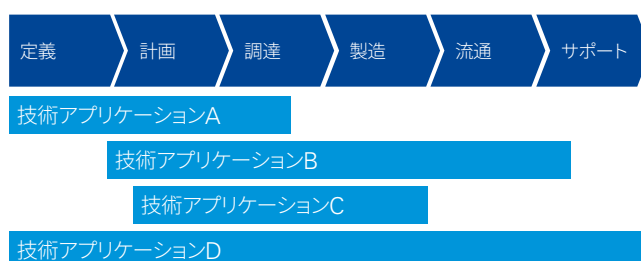 定義
計画
調達
製造
流通
サポート
技術アプリケーションA
技術アプリケーションB
技術アプリケーションC
技術アプリケーションD